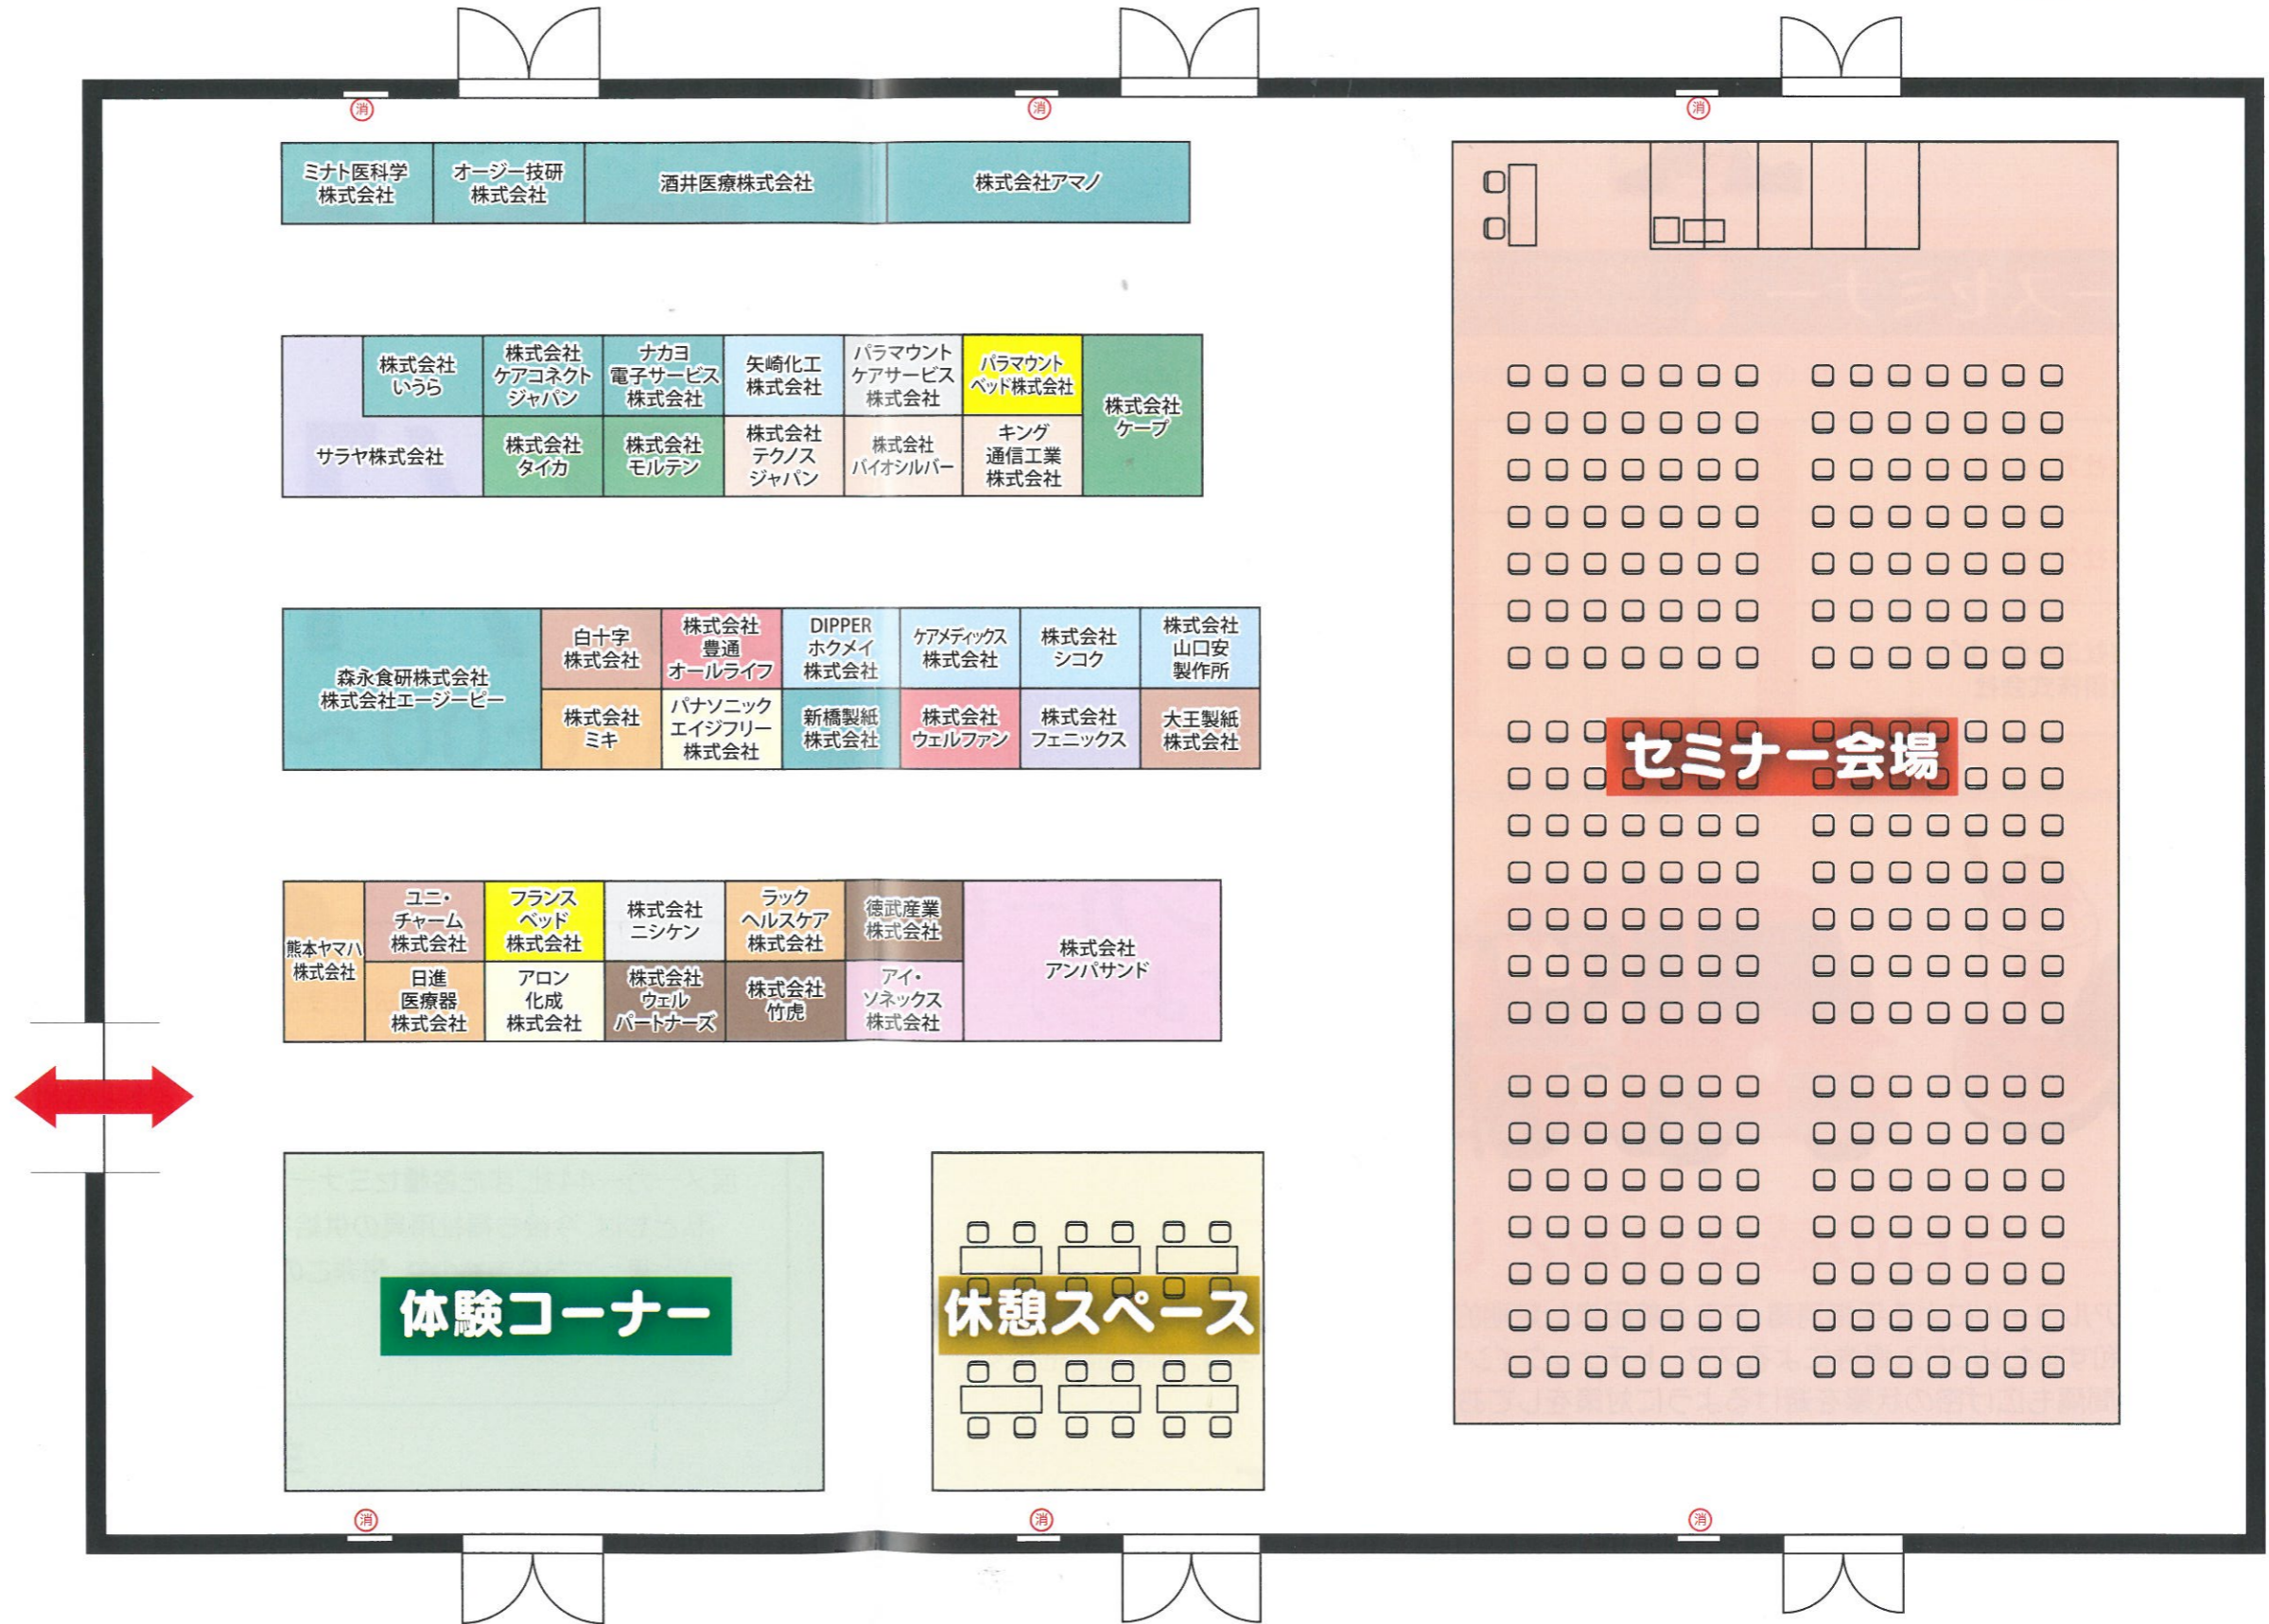 消
消
消
ミナト医科学
株式会社
オージー技研
株式会社
酒井医療株式会社
株式会社アマノ
株式会社
いうら
株式会社
ケアコネクト
ジャパン
ナカヨ
電子サービス
株式会社
矢崎化工
株式会社
パラマウント
ケアサービス
株式会社
パラマウント
ベッド株式会社
株式会社
ケープ
サラヤ株式会社
株式会社
タイカ
株式会社
モルテン
株式会社
テクノス
ジャパン
株式会社
バイオシルバー
キング
通信工業
株式会社
森永食研株式会社
株式会社エージーピー
白十字
株式会社
株式会社
豊通
オールライフ
DIPPER
ホクメイ
株式会社
ケアメディックス
株式会社
株式会社
シコク
株式会社
山口安
製作所
株式会社
ミキ
パナソニック
エイジフリー
株式会社
新橋製紙
株式会社
株式会社
ウェルファン
株式会社
フェニックス
大王製紙
株式会社
熊本ヤマハ
株式会社
ユニ・
チャーム
株式会社
フランス
ベッド
株式会社
株式会社
ニシケン
ラック
ヘルスケア
株式会社
徳武産業
株式会社
株式会社
アンパサンド
日進
医療器
株式会社
アロン
化成
株式会社
株式会社
ウェル
パートナーズ
株式会社
竹虎
アイ・
ソネックス
株式会社
セミナー会場
体験コーナー
休憩スペース
消
消
消